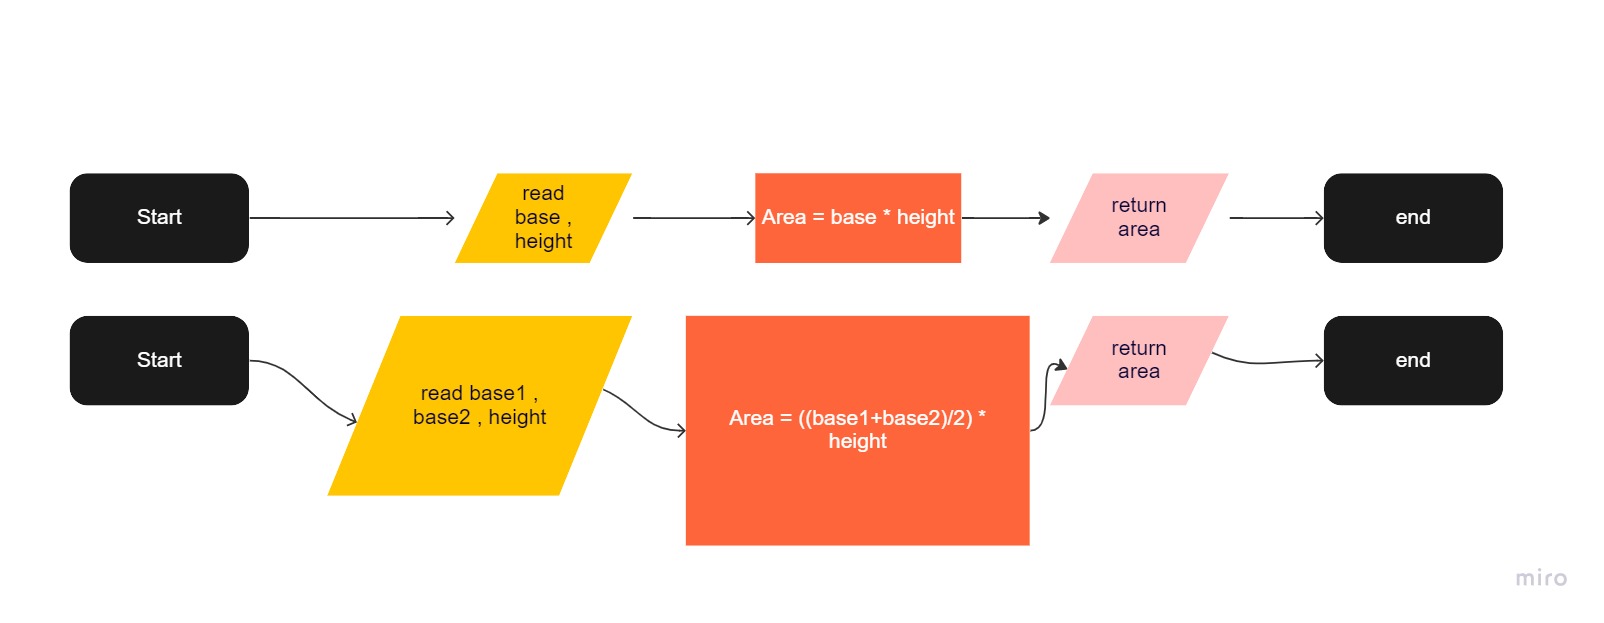 Start
read
base ,
height
Area = base * height
return
area
end
Start
read base1 ,
base2 , height
Area = ((base1+base2)/2) *
height
return
area
end
miro